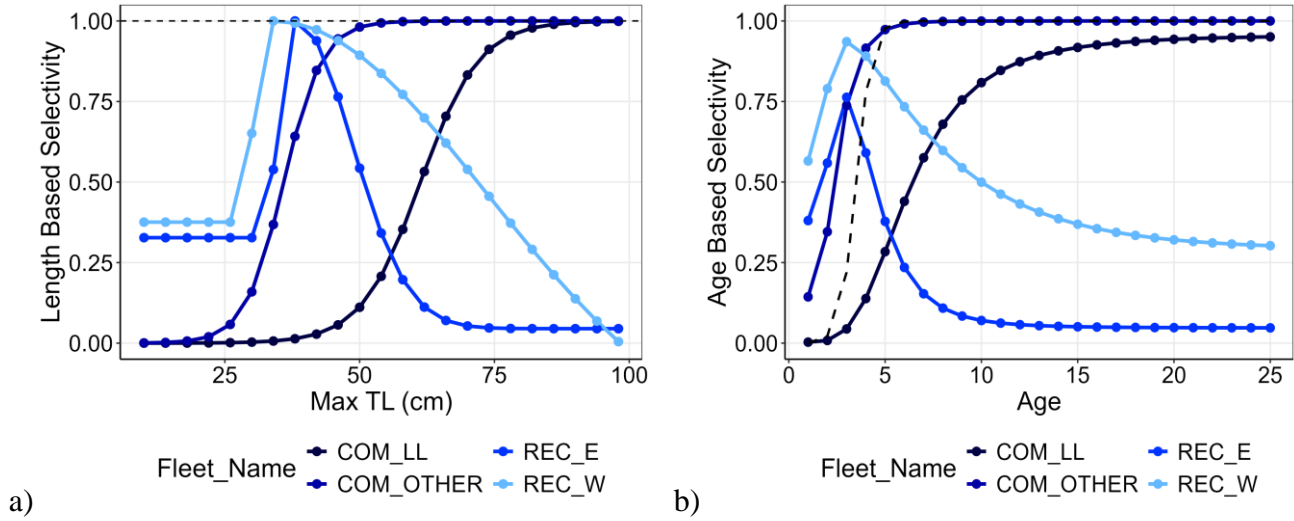 Length Based Selectivity
1.00
0.75
0.50
0.25
0.00
25 50 75 100
Max TL (cm)
Fleet_Name COM_LL REC_E
COM_OTHER REC_W
a)
Age Based Selectivity
1.00
0.75
0.50
0.25
0.00
0 5 10 15 20 25
Age
Fleet_Name COM_LL REC_E
COM_OTHER REC_W
b)